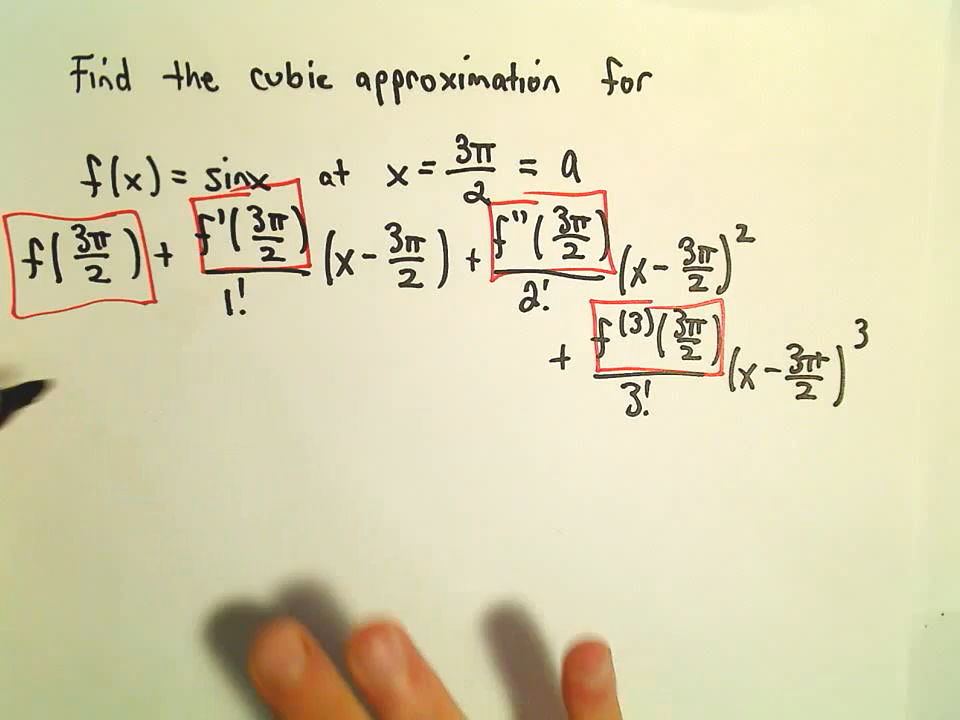 Find the cubic approximation for
f(x) = sinx at x = 3π/2 = a
f(3π/2) + f'(3π/2)/1! (x - 3π/2) + f''(3π/2)/2! (x - 3π/2)²
+ f⁽³⁾(3π/2)/3! (x - 3π/2)³